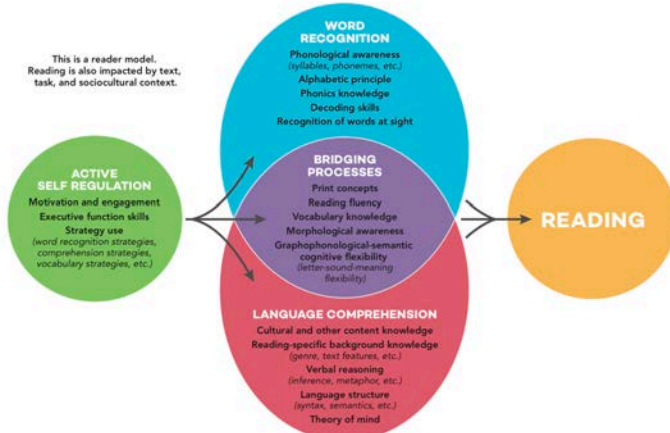 This is a reader model.
Reading is also impacted by text,
task, and sociocultural context.
ACTIVE
SELF REGULATION
Motivation and engagement
Executive function skills
Strategy use
(word recognition strategies,
comprehension strategies,
vocabulary strategies, etc.)
WORD
RECOGNITION
Phonological awareness
(syllables, phonemes, etc.)
Alphabetic principle
Phonics knowledge
Decoding skills
Recognition of words at sight
BRIDGING
PROCESSES
Print concepts
Reading fluency
Vocabulary knowledge
Morphological awareness
Graphophonological-semantic
cognitive flexibility
(letter-sound-meaning
flexibility)
LANGUAGE COMPREHENSION
Cultural and other content knowledge
Reading-specific background knowledge
(genre, text features, etc.)
Verbal reasoning
(inference, metaphor, etc.)
Language structure
(syntax, semantics, etc.)
Theory of mind
READING